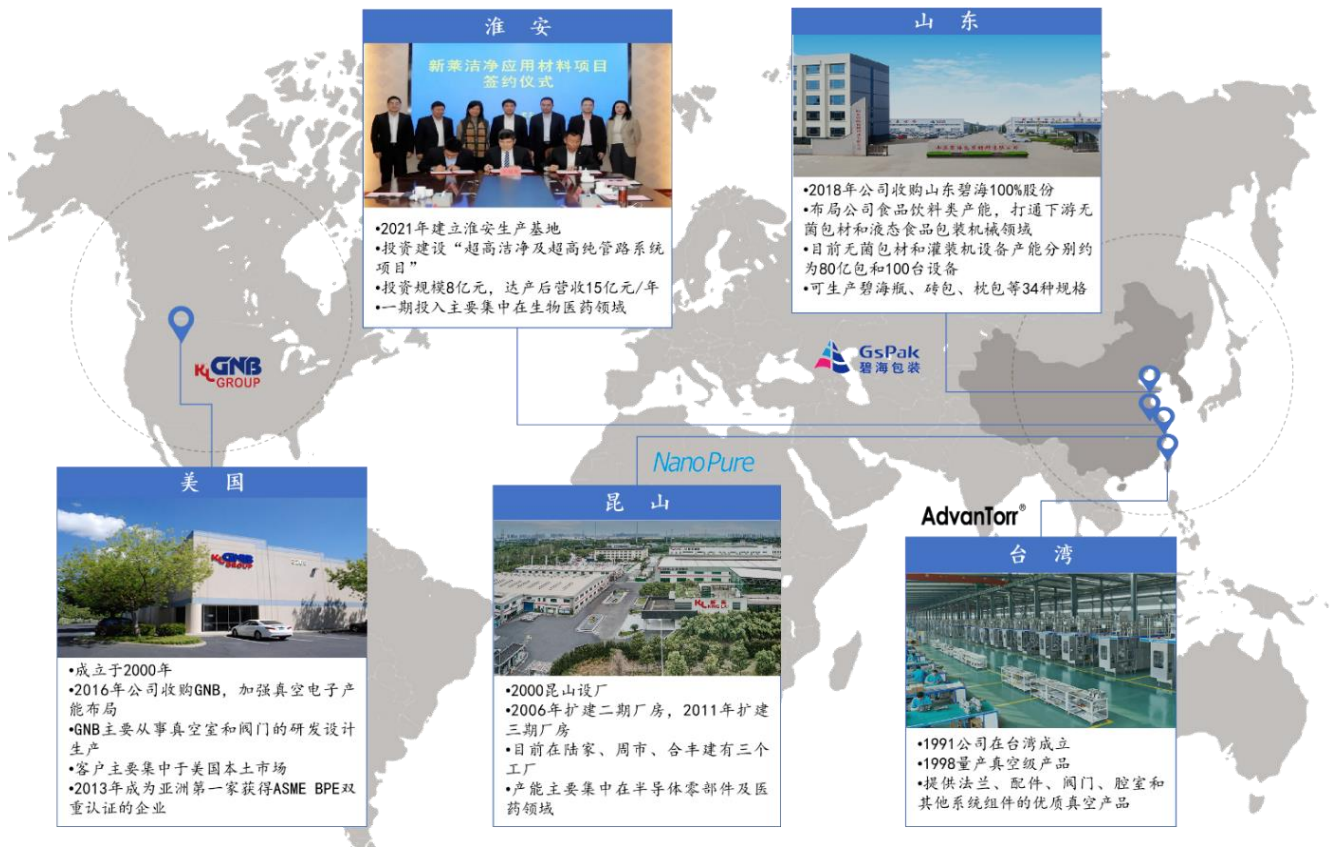 淮 安
新莱洁净应用材料项目
签约仪式
•2021年建立淮安生产基地
•投资建设“超高洁净及超高纯管路系统
项目”
•投资规模8亿元，达产后营收15亿元/年
•一期投入主要集中在生物医药领域
山 东
•2018年公司收购山东碧海100%股份
•布局公司食品饮料类产能，打通下游无
菌包材和液态食品包装机械领域
•目前无菌包材和灌装机设备产能分别约
为80亿包和100台设备
•可生产碧海瓶、砖包、枕包等34种规格
KL GNB
GROUP
GsPak
碧海包装
NanoPure
AdvanTorr®
美 国
KL GNB
GROUP
•成立于2000年
•2016年公司收购GNB，加强真空电子产
能布局
•GNB主要从事真空室和阀门的研发设计
生产
•客户主要集中于美国本土市场
•2013年成为亚洲第一家获得ASME BPE双
重认证的企业
昆 山
KL
•2000昆山设厂
•2006年扩建二期厂房，2011年扩建
三期厂房
•目前在陆家、周市、合丰建有三个
工厂
•产能主要集中在半导体零部件及医
药领域
台 湾
•1991公司在台湾成立
•1998量产真空级产品
•提供法兰、配件、阀门、腔室和
其他系统组件的优质真空产品